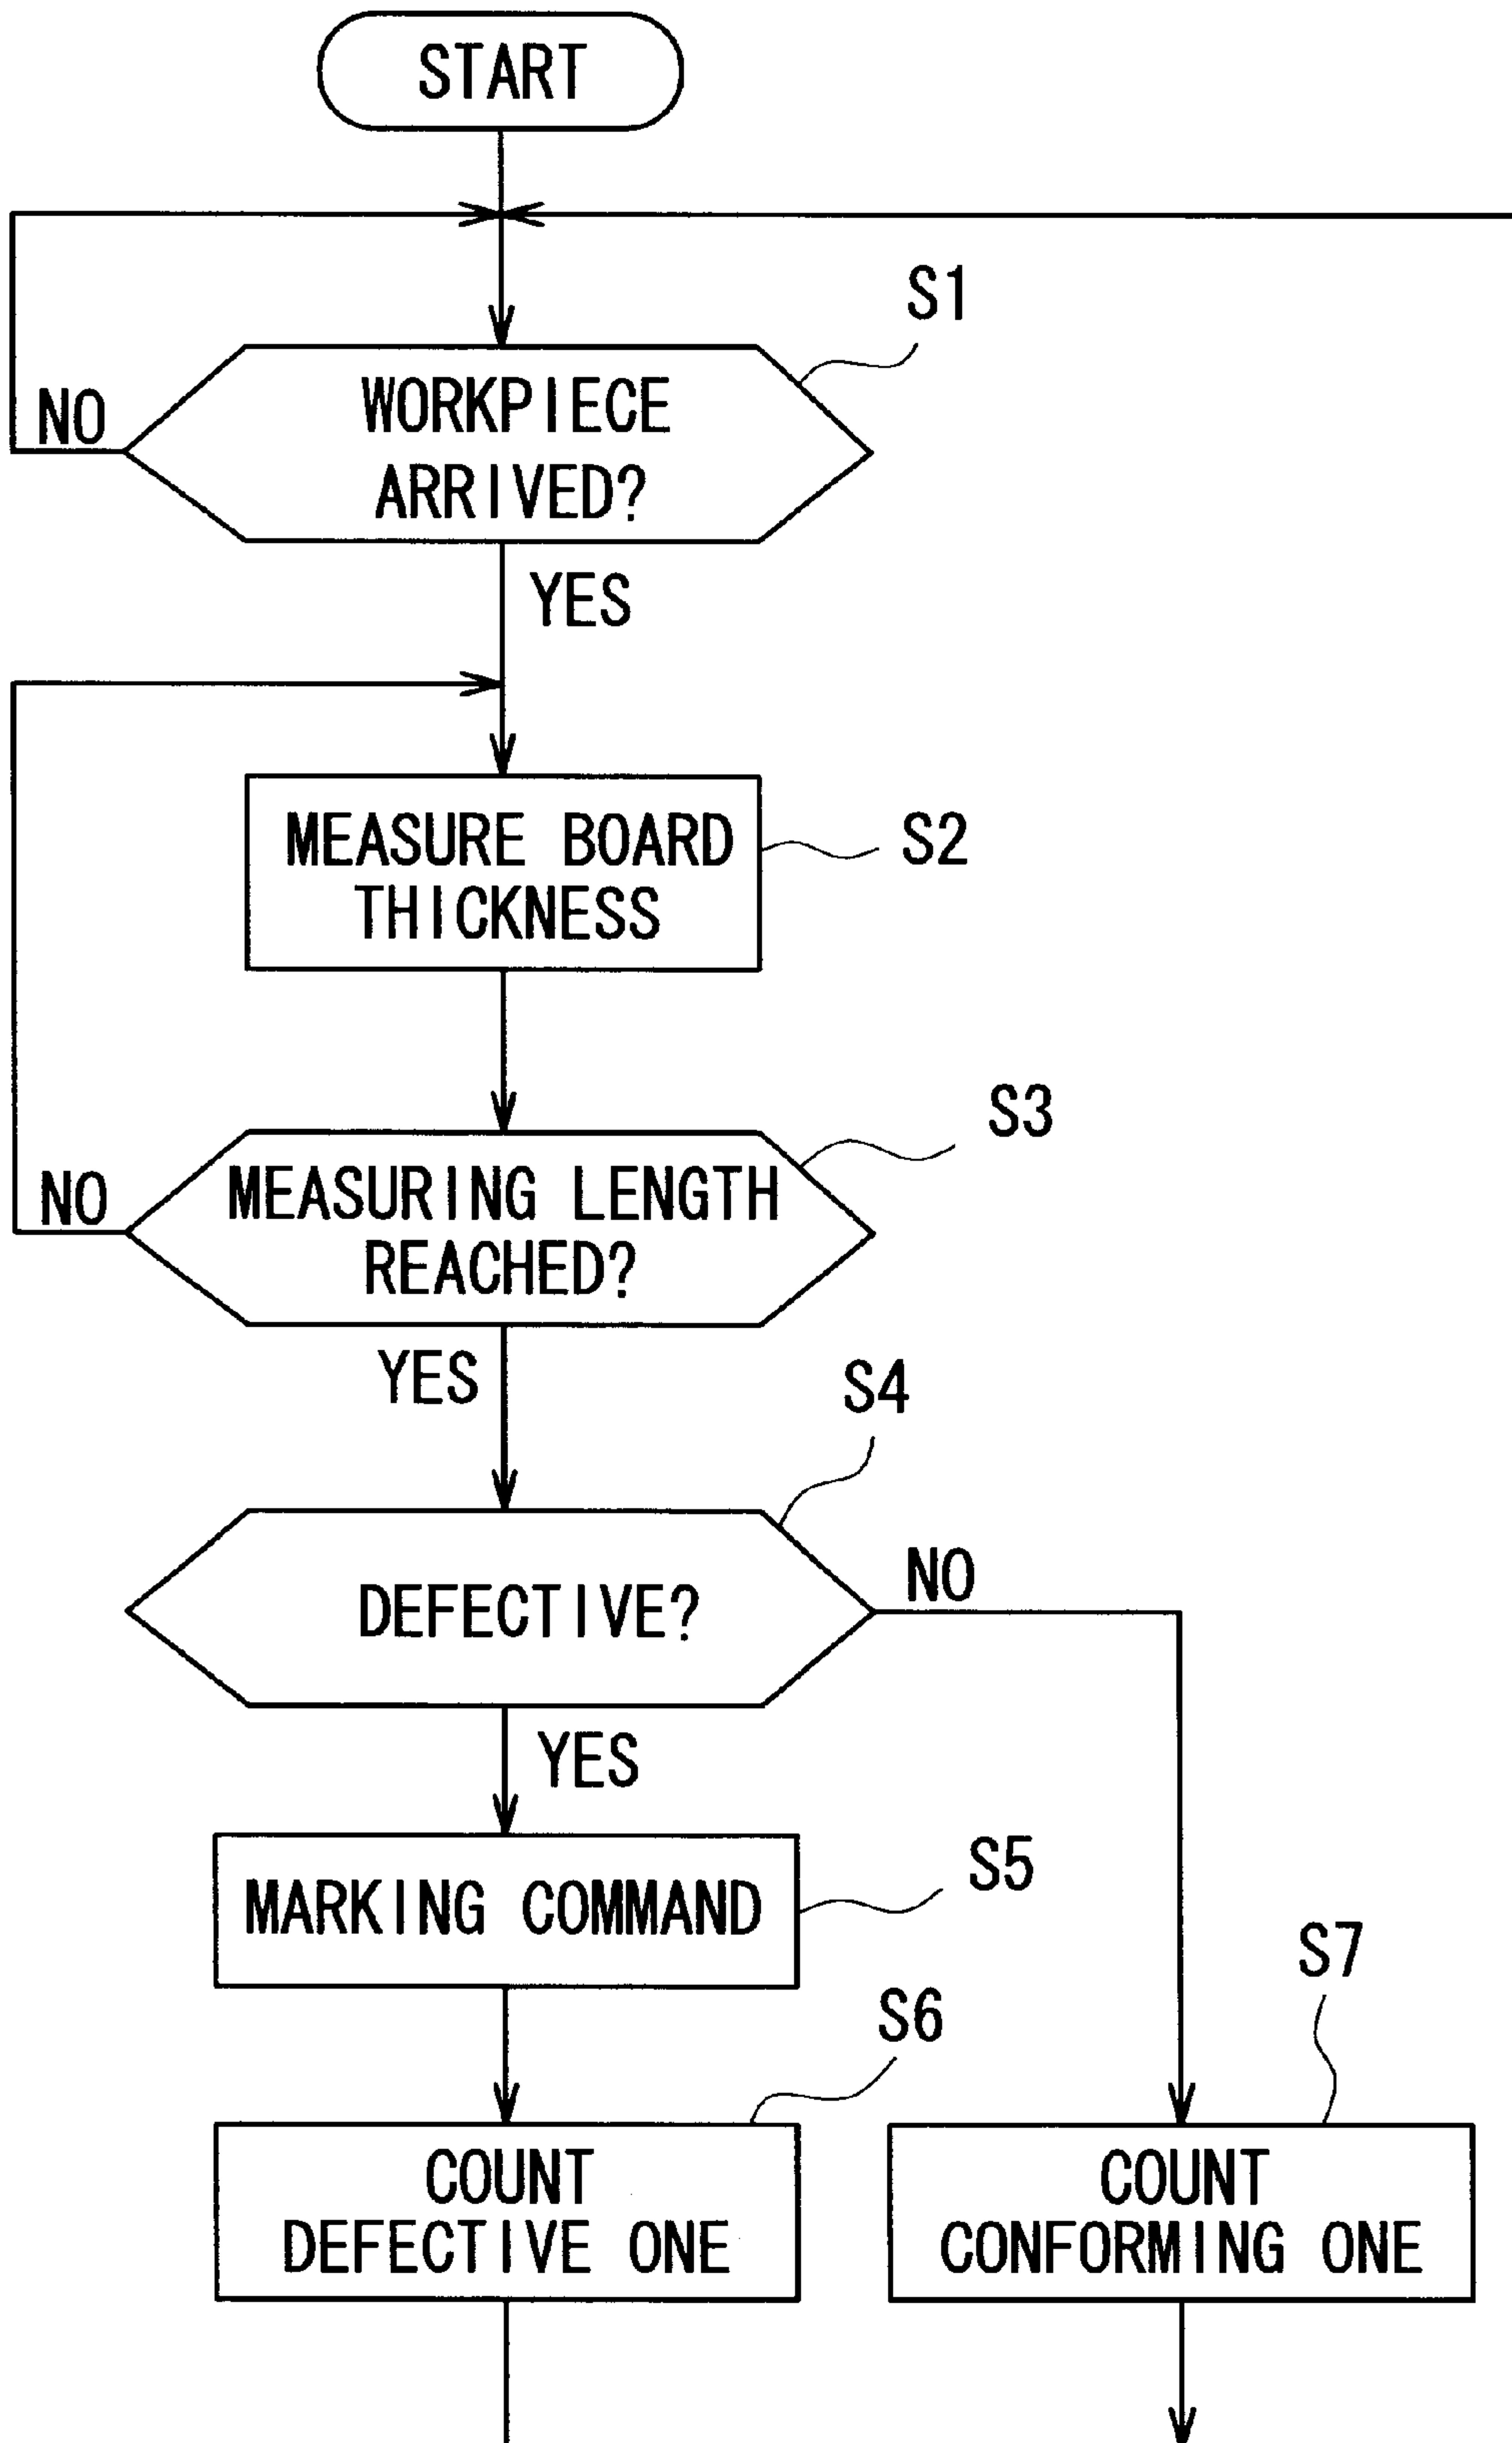 START
S1
WORKPIECE
ARRIVED?
NO
YES
MEASURE BOARD
THICKNESS
S2
S3
MEASURING LENGTH
REACHED?
NO
YES
S4
DEFECTIVE?
NO
YES
MARKING COMMAND
S5
S6
S7
COUNT
DEFECTIVE ONE
COUNT
CONFORMING ONE